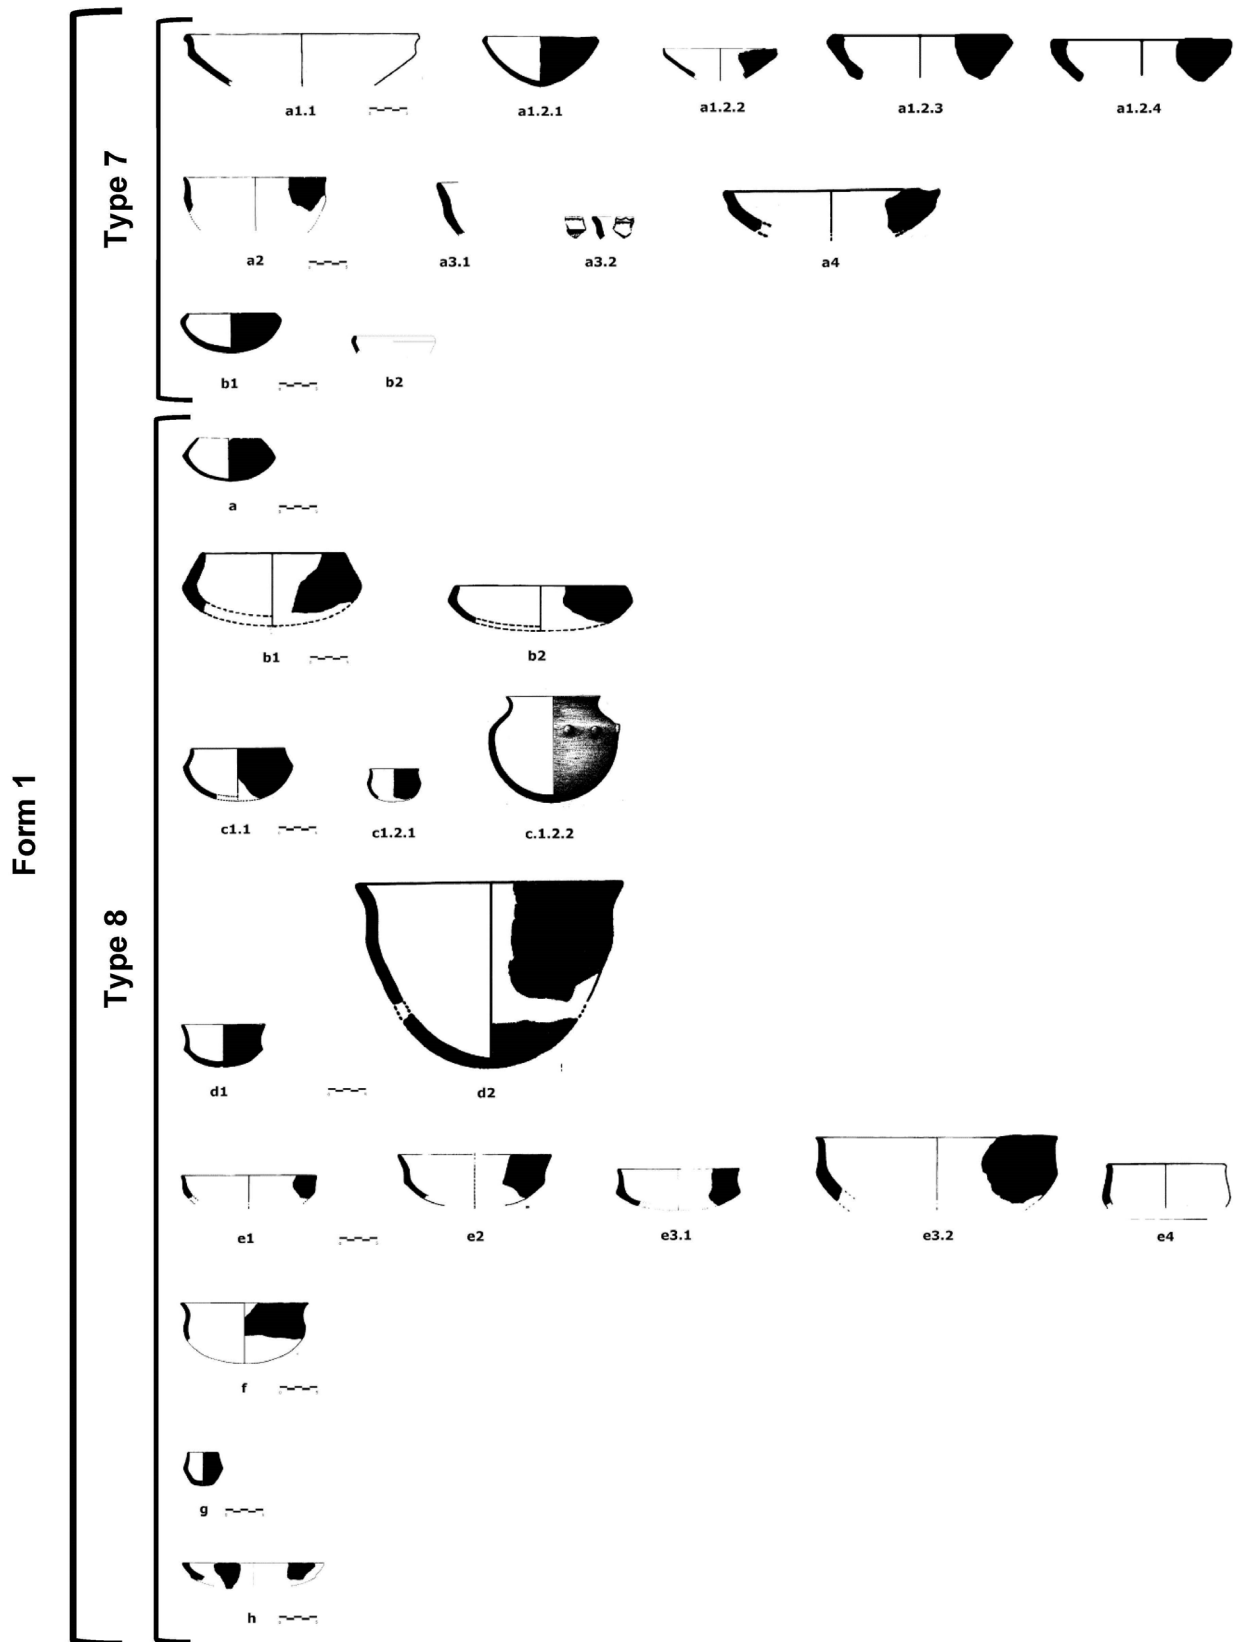 Form 1
Type 7
a1.1 a1.2.1 a1.2.2 a1.2.3 a1.2.4
a2 a3.1 a3.2 a4
b1 b2
Type 8
a
b1 b2
c1.1 c1.2.1 c.1.2.2
d1 d2
e1 e2 e3.1 e3.2 e4
f
g
h